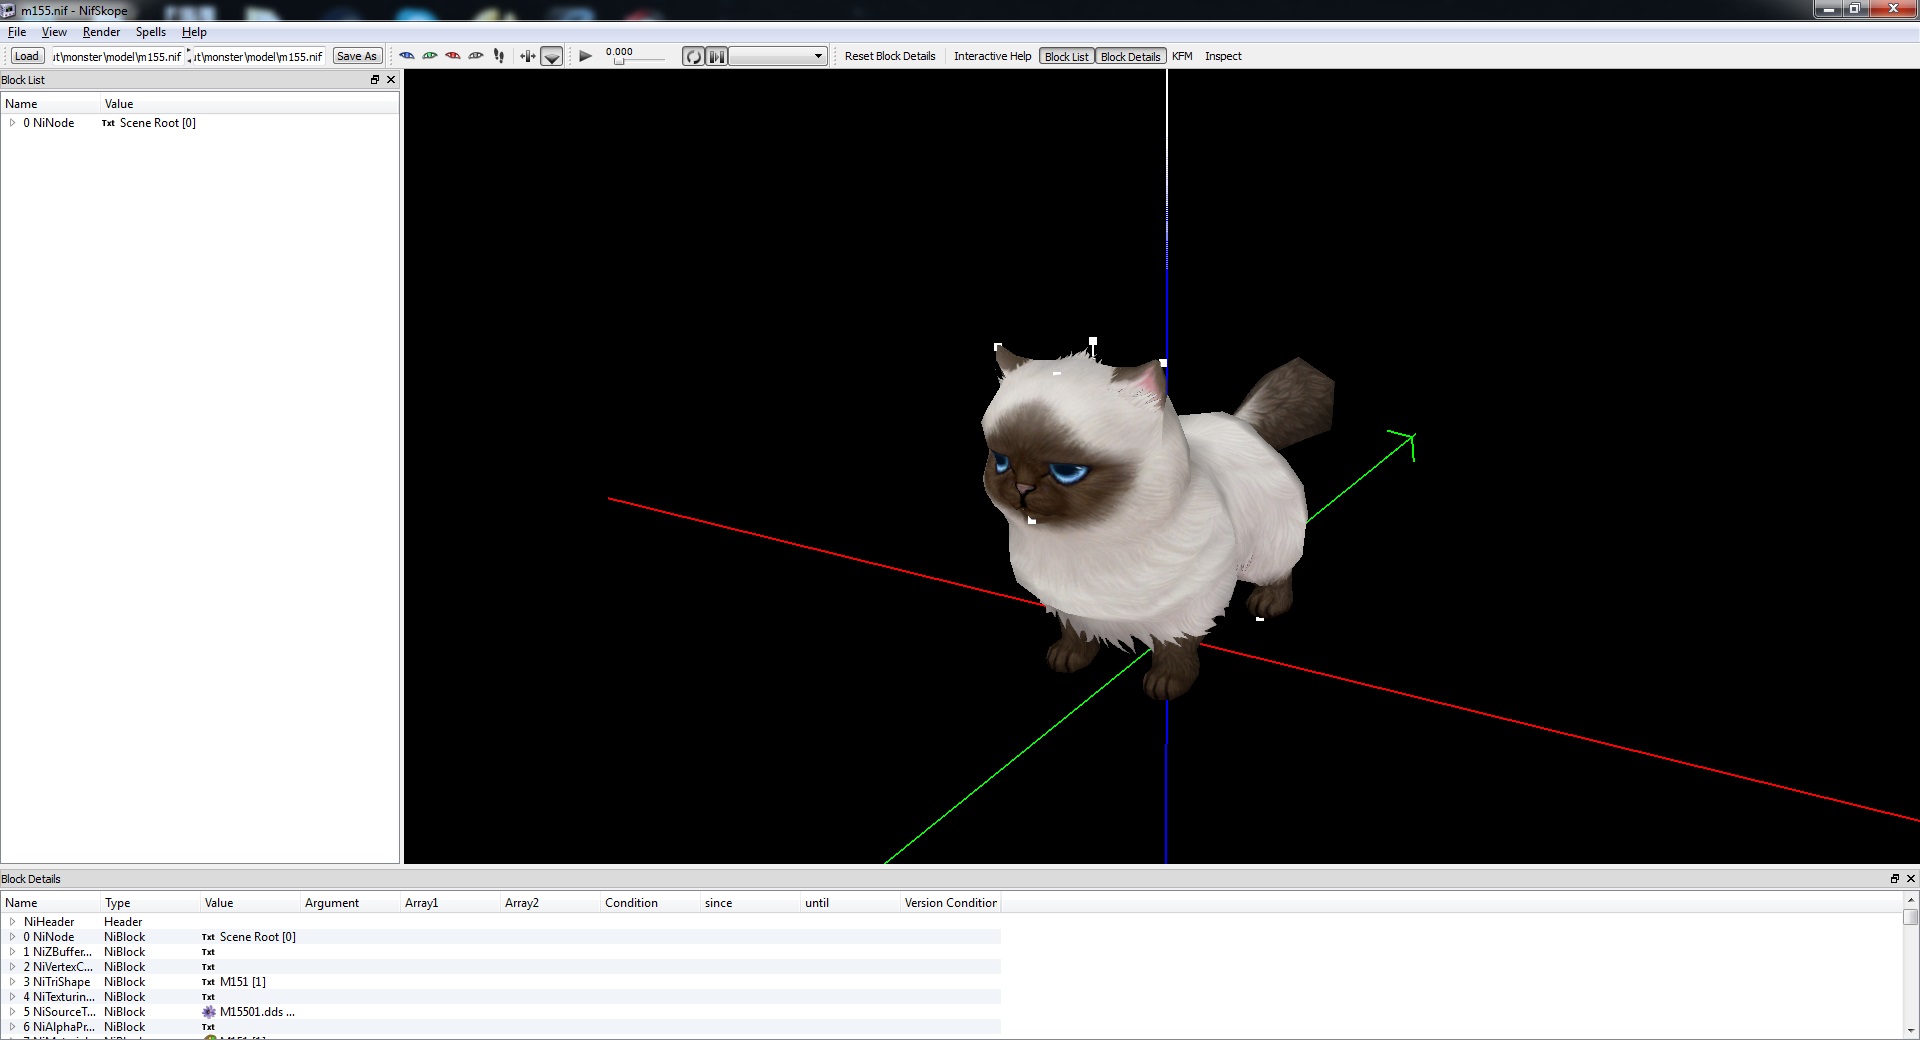 m155.nif - NifSkope
File View Render Spells Help
Load ut\monster\model\m155.nif ut\monster\model\m155.nif Save As 0.000 Reset Block Details Interactive Help Block List Block Details KFM Inspect
Block List
Name Value
0 NiNode Txt Scene Root [0]
Block Details
Name Type Value Argument Array1 Array2 Condition since until Version Condition
NiHeader Header
0 NiNode NiBlock Txt Scene Root [0]
1 NiZBuffer... NiBlock Txt
2 NiVertexC... NiBlock Txt
3 NiTriShape NiBlock Txt M151 [1]
4 NiTexturin... NiBlock Txt
5 NiSourceT... NiBlock M15501.dds ...
6 NiAlphaPr... NiBlock Txt